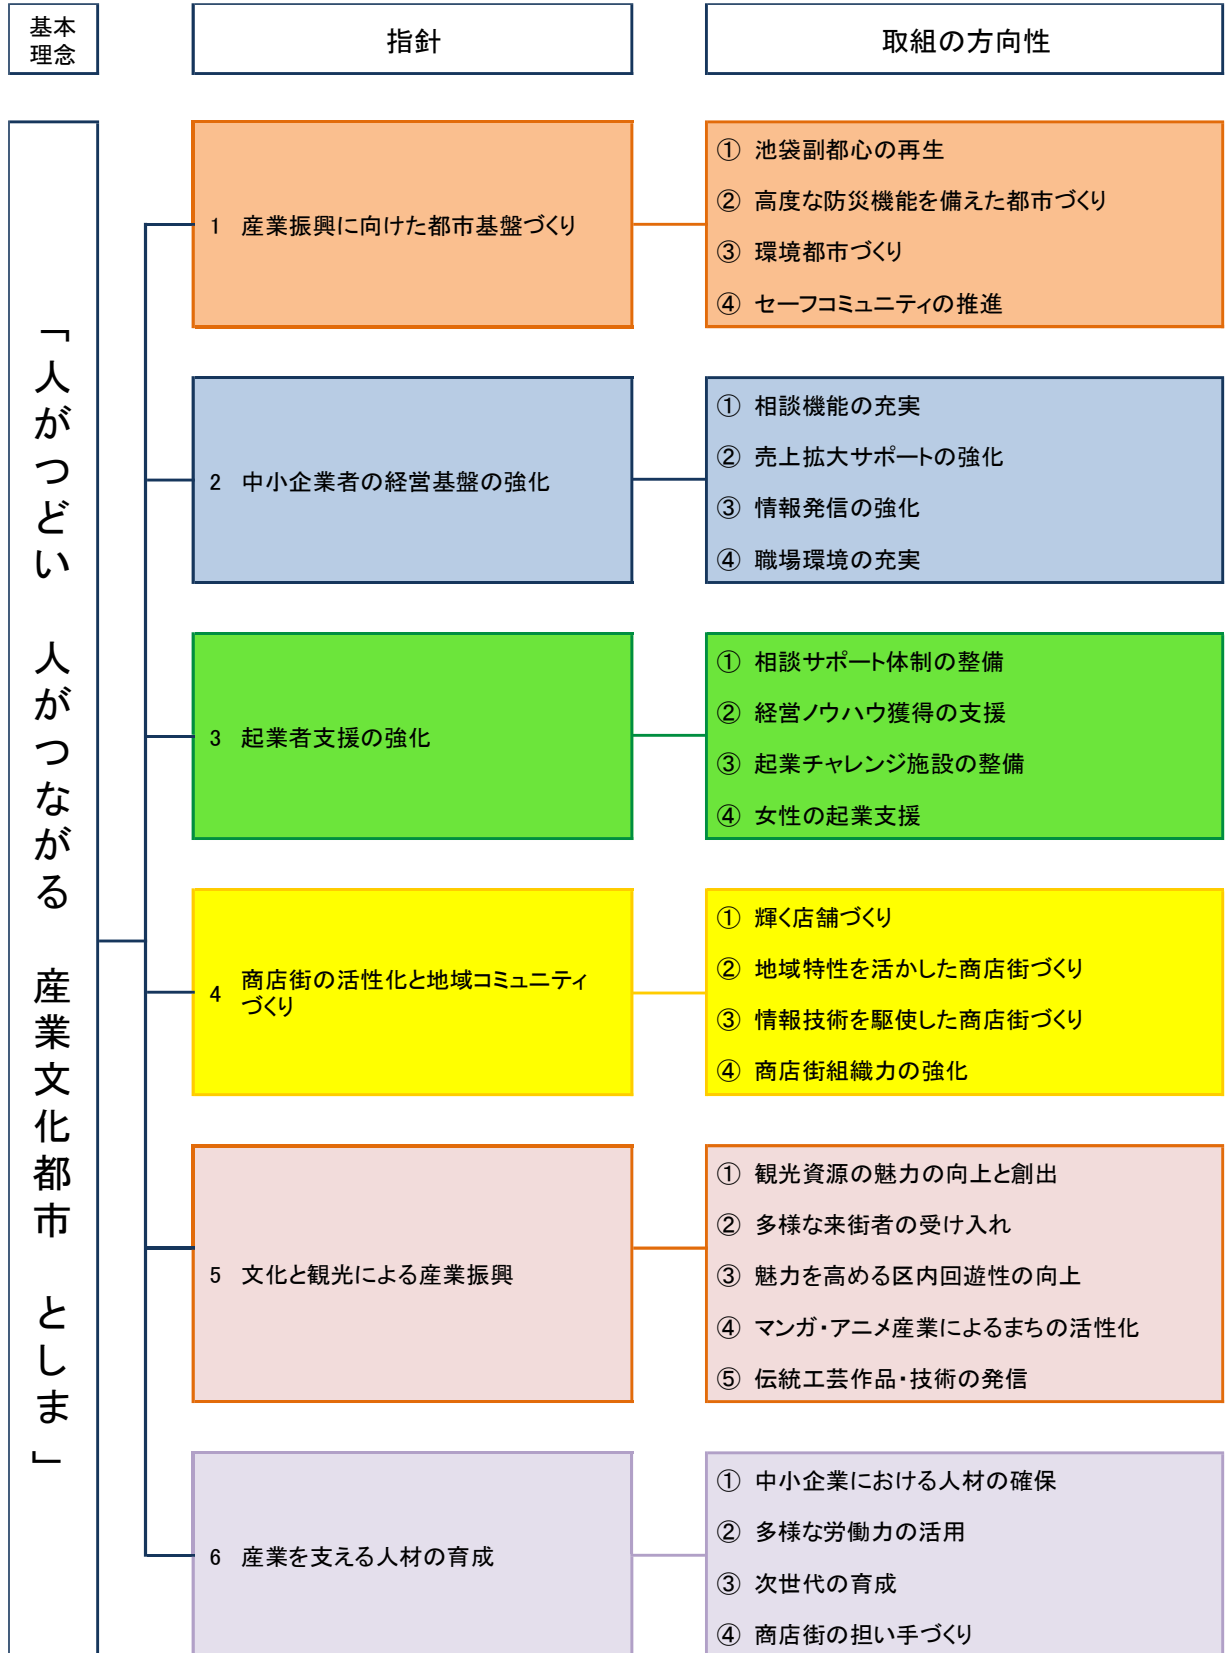 基本
理念
指針
取組の方向性
「人がつどい 人がつながる 産業文化都市 としま」
1 産業振興に向けた都市基盤づくり
① 池袋副都心の再生
② 高度な防災機能を備えた都市づくり
③ 環境都市づくり
④ セーフコミュニティの推進
2 中小企業者の経営基盤の強化
① 相談機能の充実
② 売上拡大サポートの強化
③ 情報発信の強化
④ 職場環境の充実
3 起業者支援の強化
① 相談サポート体制の整備
② 経営ノウハウ獲得の支援
③ 起業チャレンジ施設の整備
④ 女性の起業支援
4 商店街の活性化と地域コミュニティ
づくり
① 輝く店舗づくり
② 地域特性を活かした商店街づくり
③ 情報技術を駆使した商店街づくり
④ 商店街組織力の強化
5 文化と観光による産業振興
① 観光資源の魅力の向上と創出
② 多様な来街者の受け入れ
③ 魅力を高める区内回遊性の向上
④ マンガ・アニメ産業によるまちの活性化
⑤ 伝統工芸作品・技術の発信
6 産業を支える人材の育成
① 中小企業における人材の確保
② 多様な労働力の活用
③ 次世代の育成
④ 商店街の担い手づくり